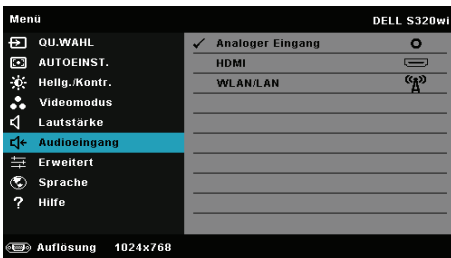 Menü DELL S320wi
QU.WAHL
AUTOEINST.
Hellg./Kontr.
Videomodus
Lautstärke
Audioeingang
Erweitert
Sprache
Hilfe
Analoger Eingang
HDMI
WLAN/LAN
Auflösung 1024x768